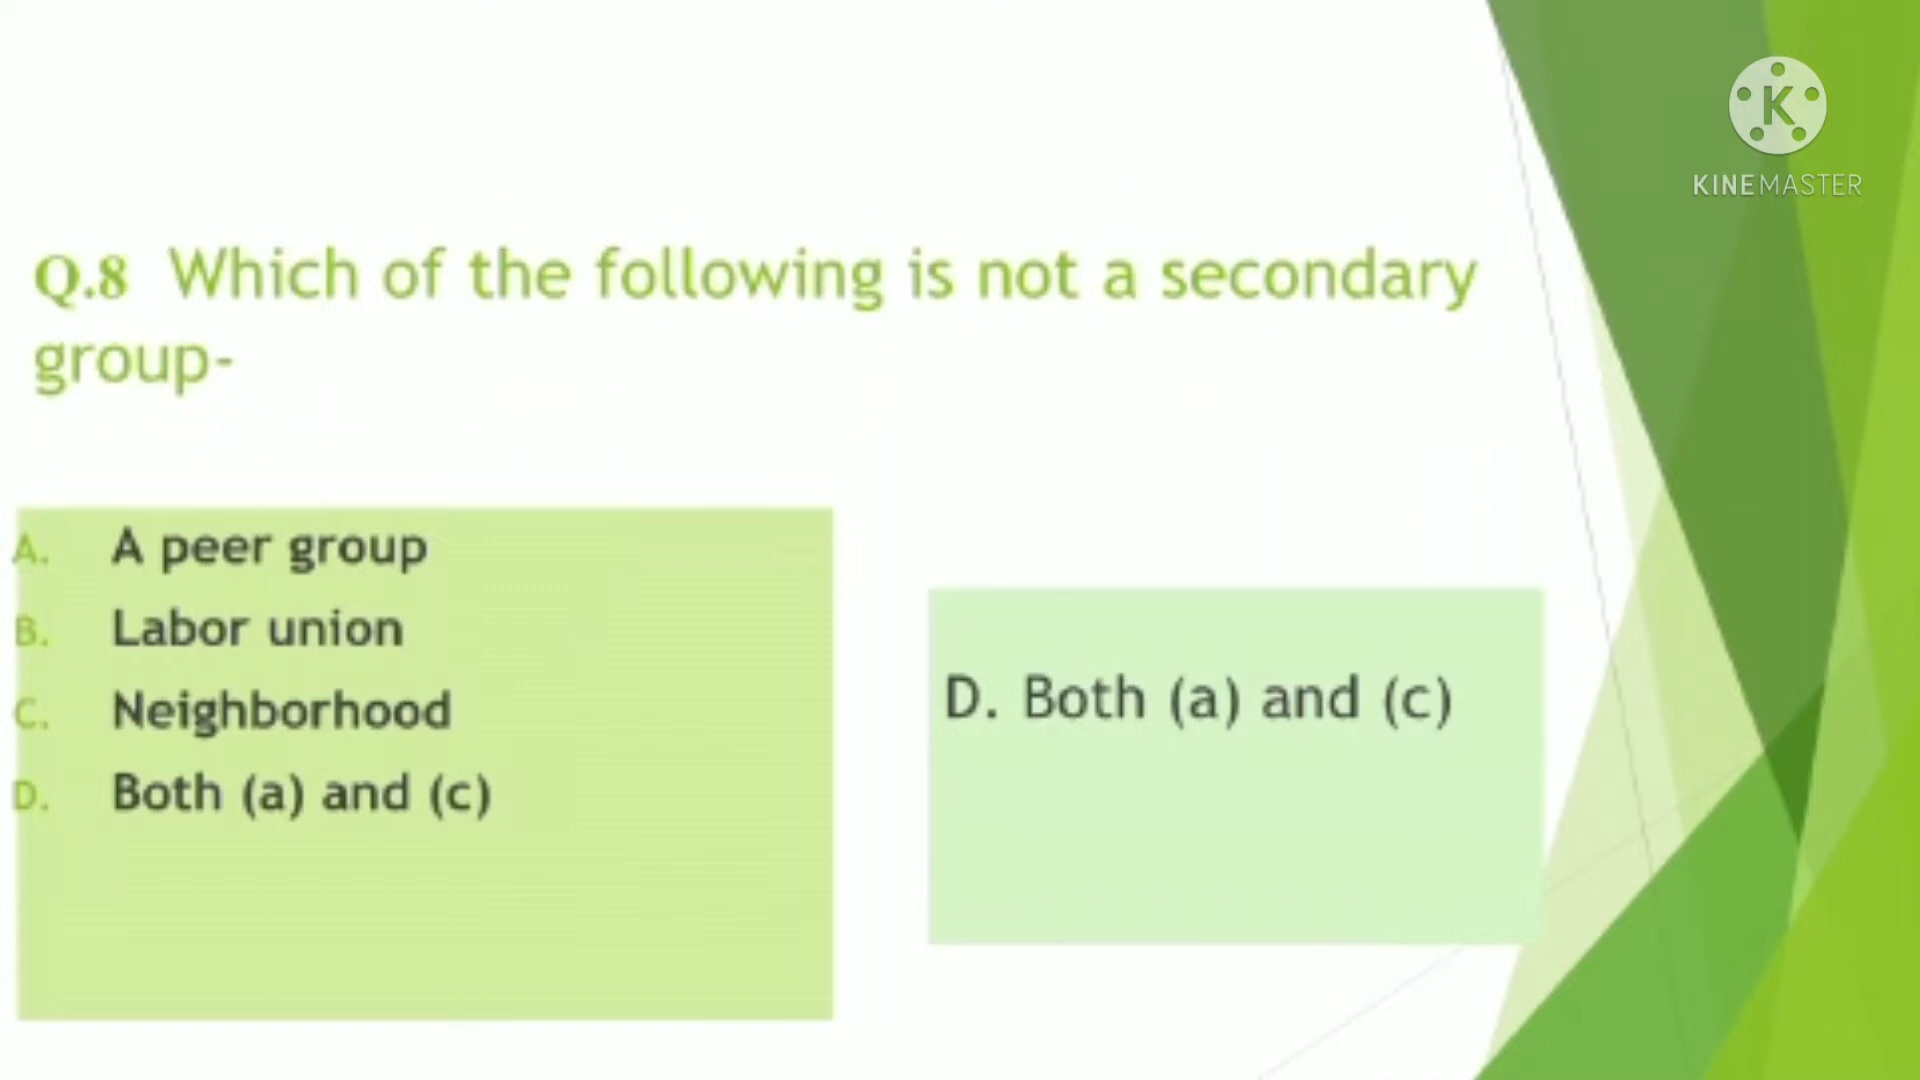 K
KINEMASTER
Q.8 Which of the following is not a secondary
group-
A. A peer group
B. Labor union
C. Neighborhood
D. Both (a) and (c)
D. Both (a) and (c)